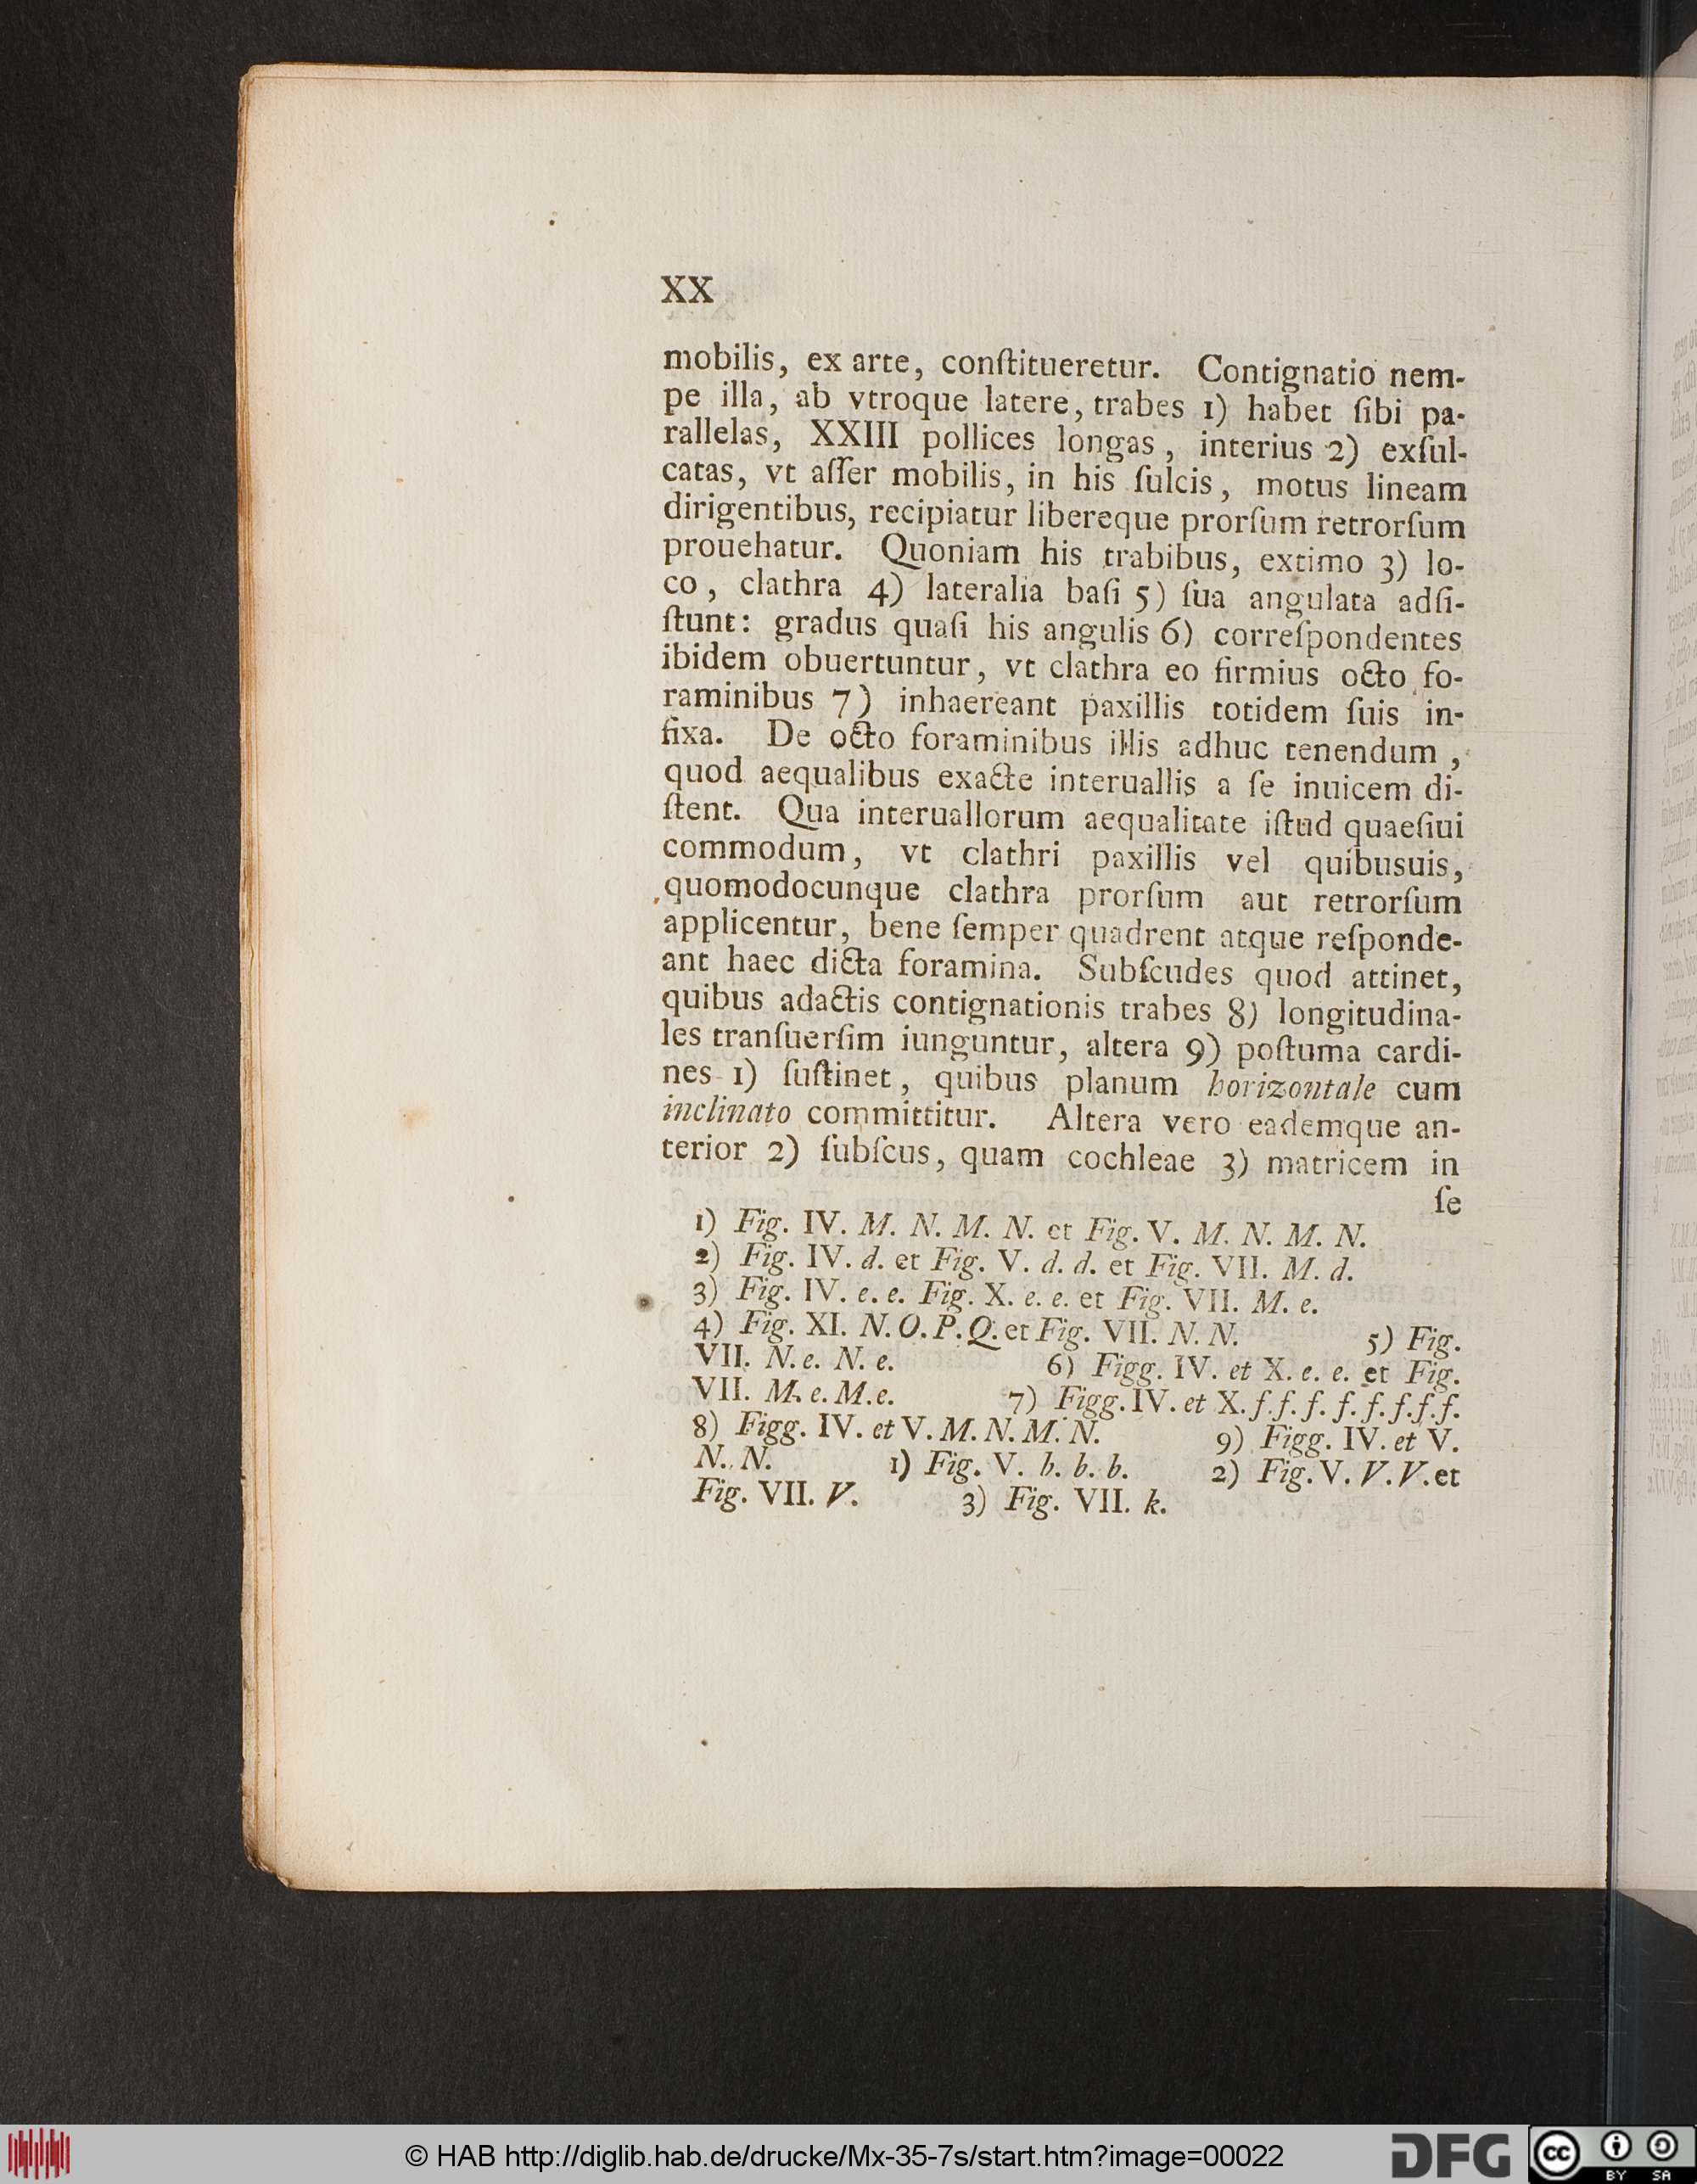 XX
mobilis, ex arte, conſtitueretur. Contignatio nem-
pe illa, ab vtroque latere, trabes 1) habet ſibi pa-
rallelas, XXIII pollices longas, interius 2) exſul-
catas, vt aſſer mobilis, in his ſulcis, motus lineam
dirigentibus, recipiatur libereque prorſum retrorſum
prouehatur. Quoniam his trabibus, extimo 3) lo-
co, clathra 4) lateralia baſi 5) ſua angulata adſi-
ſtunt: gradus quaſi his angulis 6) correſpondentes
ibidem obuertuntur, vt clathra eo firmius octo fo-
raminibus 7) inhaereant paxillis totidem ſuis in-
fixa. De octo foraminibus illis adhuc tenendum,
quod aequalibus exacte interuallis a ſe inuicem di-
ſtent. Qua interuallorum aequalitate iſtud quaeſiui
commodum, vt clathri paxillis vel quibusuis,
quomodocunque clathra prorſum aut retrorſum
applicentur, bene ſemper quadrent atque reſponde-
ant haec dicta foramina. Subſcudes quod attinet,
quibus adactis contignationis trabes 8) longitudina-
les tranſuerſim iunguntur, altera 9) poſtuma cardi-
nes 1) ſuſtinet, quibus planum horizontale cum
inclinato committitur. Altera vero eademque an-
terior 2) ſubſcus, quam cochleae 3) matricem in
ſe
1) Fig. IV. M. N. M. N. et Fig. V. M. N. M. N.
2) Fig. IV. d. et Fig. V. d. d. et Fig. VII. M. d.
3) Fig. IV. e. e. Fig. X. e. e. et Fig. VII. M. e.
4) Fig. XI. N. O. P. Q. et Fig. VII. N. N. 5) Fig.
VII. N. e. N. e. 6) Figg. IV. et X. e. e. et Fig.
VII. M. e. M. e. 7) Figg. IV. et X. f. f. f. f. f. f. f. f.
8) Figg. IV. et V. M. N. M. N. 9) Figg. IV. et V.
N. N. 1) Fig. V. b. b. b. 2) Fig. V. V. V. et
Fig. VII. V. 3) Fig. VII. k.
© HAB http://diglib.hab.de/drucke/Mx-35-7s/start.htm?image=00022
DFG
cc
BY SA